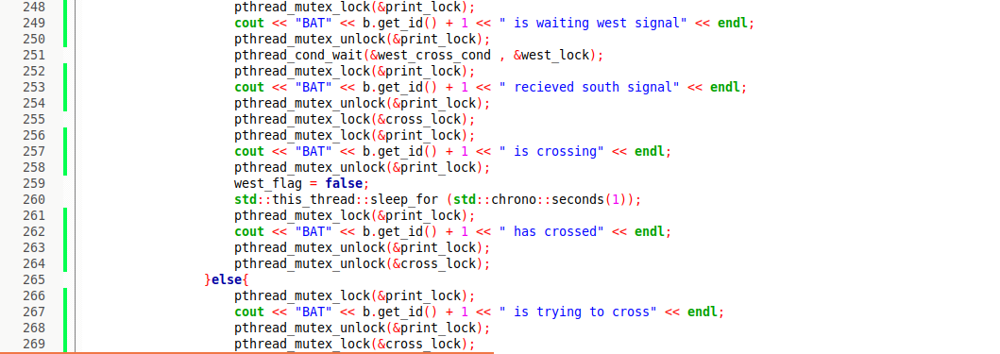 248 pthread_mutex_lock(&print_lock);
249 cout << "BAT" << b.get_id() + 1 << " is waiting west signal" << endl;
250 pthread_mutex_unlock(&print_lock);
251 pthread_cond_wait(&west_cross_cond , &west_lock);
252 pthread_mutex_lock(&print_lock);
253 cout << "BAT" << b.get_id() + 1 << " recieved south signal" << endl;
254 pthread_mutex_unlock(&print_lock);
255 pthread_mutex_lock(&cross_lock);
256 pthread_mutex_lock(&print_lock);
257 cout << "BAT" << b.get_id() + 1 << " is crossing" << endl;
258 pthread_mutex_unlock(&print_lock);
259 west_flag = false;
260 std::this_thread::sleep_for (std::chrono::seconds(1));
261 pthread_mutex_lock(&print_lock);
262 cout << "BAT" << b.get_id() + 1 << " has crossed" << endl;
263 pthread_mutex_unlock(&print_lock);
264 pthread_mutex_unlock(&cross_lock);
265 }else{
266 pthread_mutex_lock(&print_lock);
267 cout << "BAT" << b.get_id() + 1 << " is trying to cross" << endl;
268 pthread_mutex_unlock(&print_lock);
269 pthread_mutex_lock(&cross_lock);